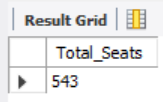 Result Grid
Total_Seats
543